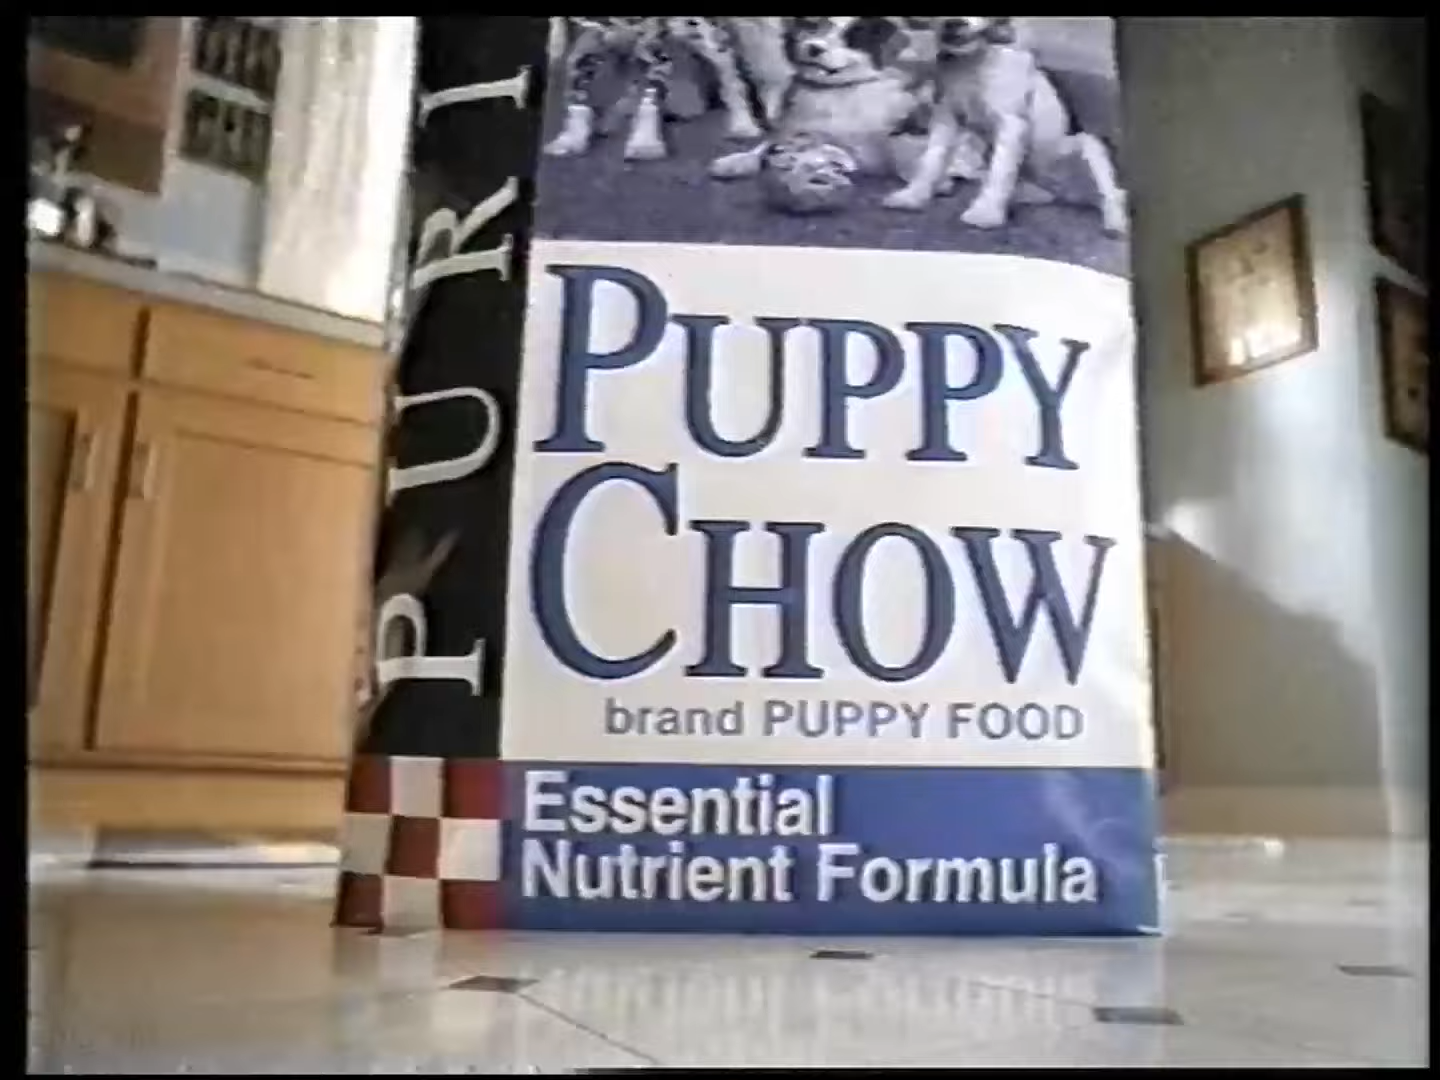 PURI
PUPPY
CHOW
brand PUPPY FOOD
Essential
Nutrient Formula